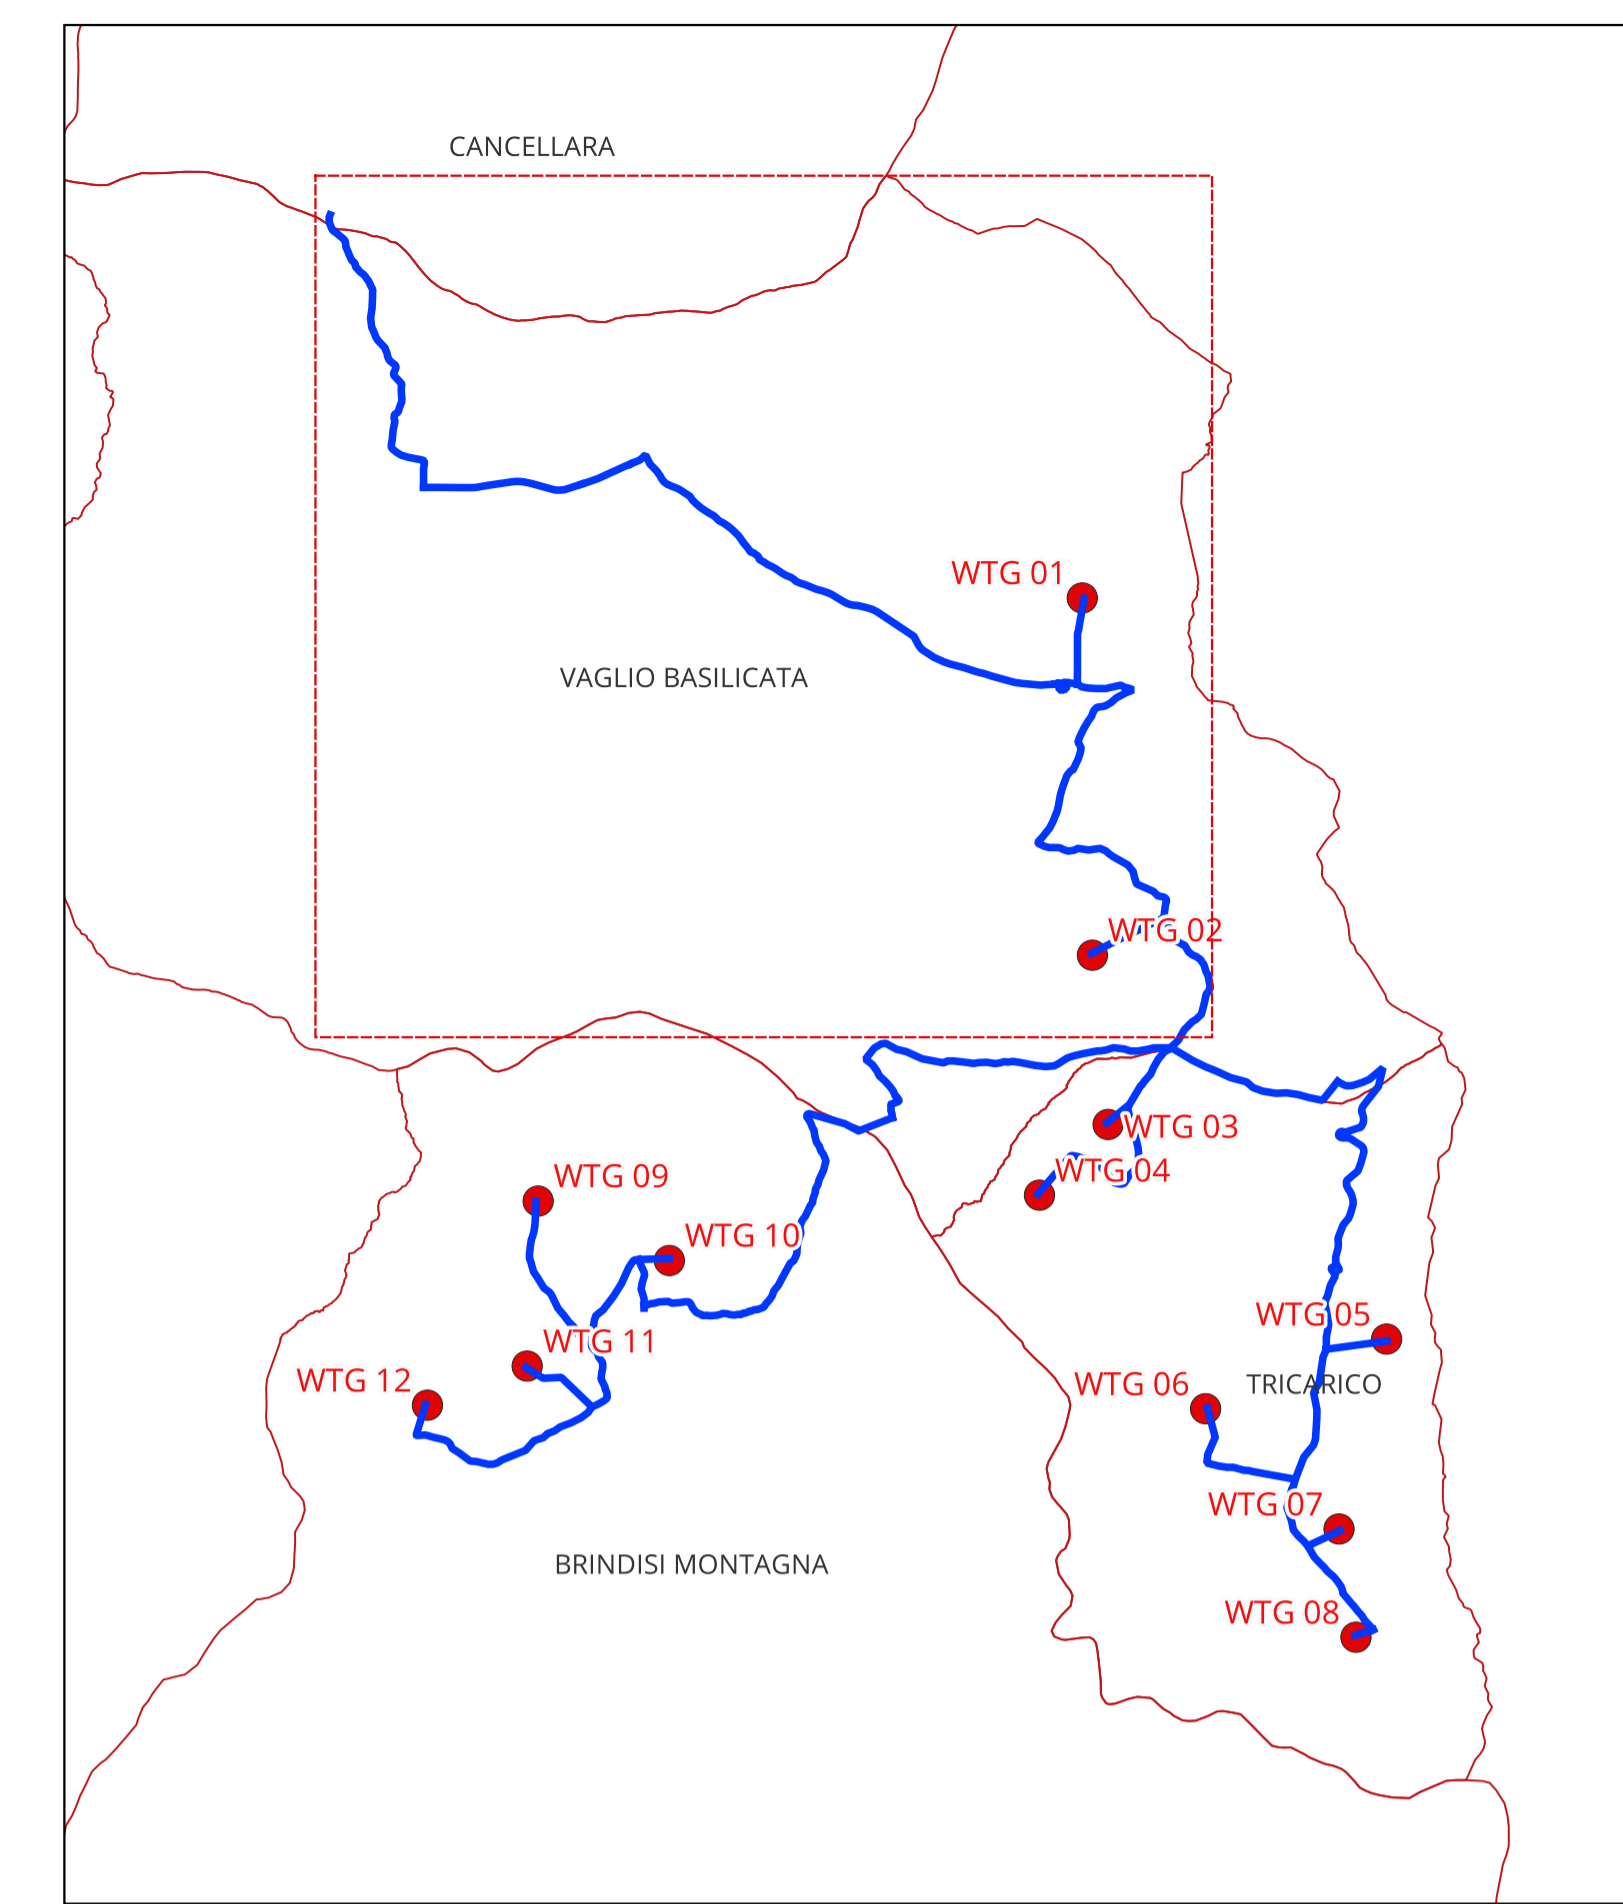 CANCELLARA
WTG 01
VAGLIO BASILICATA
WTG 02
WTG 03
WTG 04
WTG 09
WTG 10
WTG 05
WTG 11
WTG 12
WTG 06
TRICARICO
WTG 07
BRINDISI MONTAGNA
WTG 08